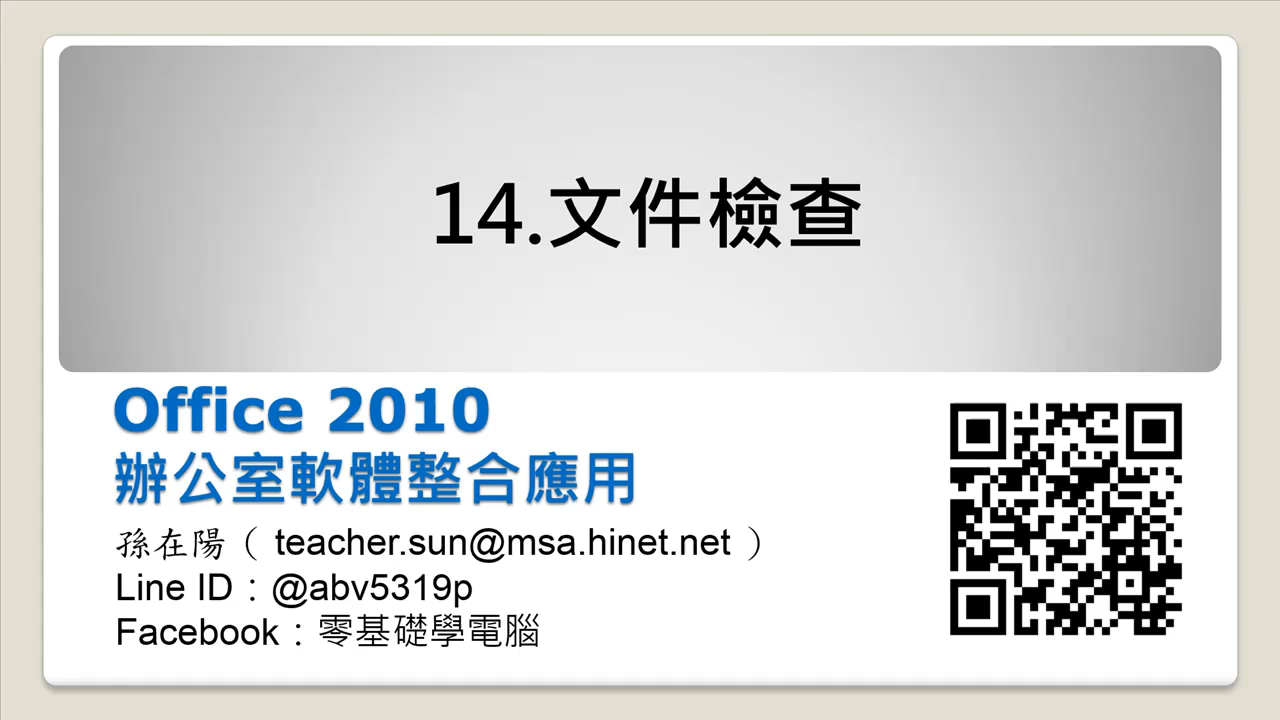 14.文件檢查
Office 2010
辦公室軟體整合應用
孫在陽（ teacher.sun@msa.hinet.net ）
Line ID：@abv5319p
Facebook：零基礎學電腦